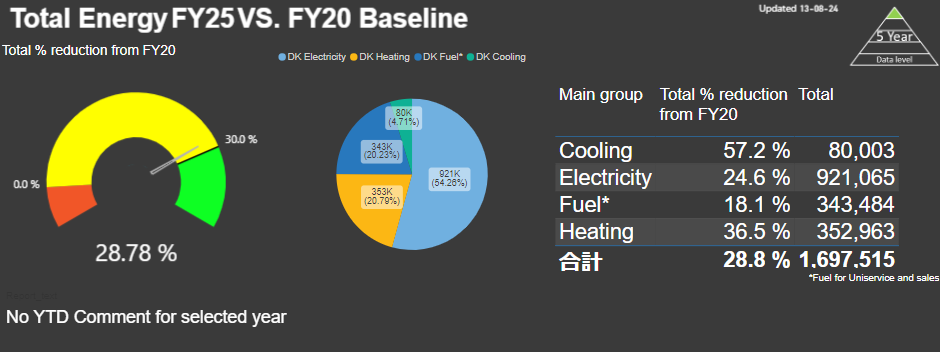 Total Energy FY25 VS. FY20 Baseline
Updated 13-08-24
5 Year
Data level
Total % reduction from FY20
DK Electricity DK Heating DK Fuel* DK Cooling
0.0 %
30.0 %
28.78 %
80K
(4.71%)
343K
(20.23%)
921K
(54.26%)
353K
(20.79%)
Main group Total % reduction from FY20 Total
Cooling 57.2 % 80,003
Electricity 24.6 % 921,065
Fuel* 18.1 % 343,484
Heating 36.5 % 352,963
合計 28.8 % 1,697,515
*Fuel for Uniservice and sales
No YTD Comment for selected year